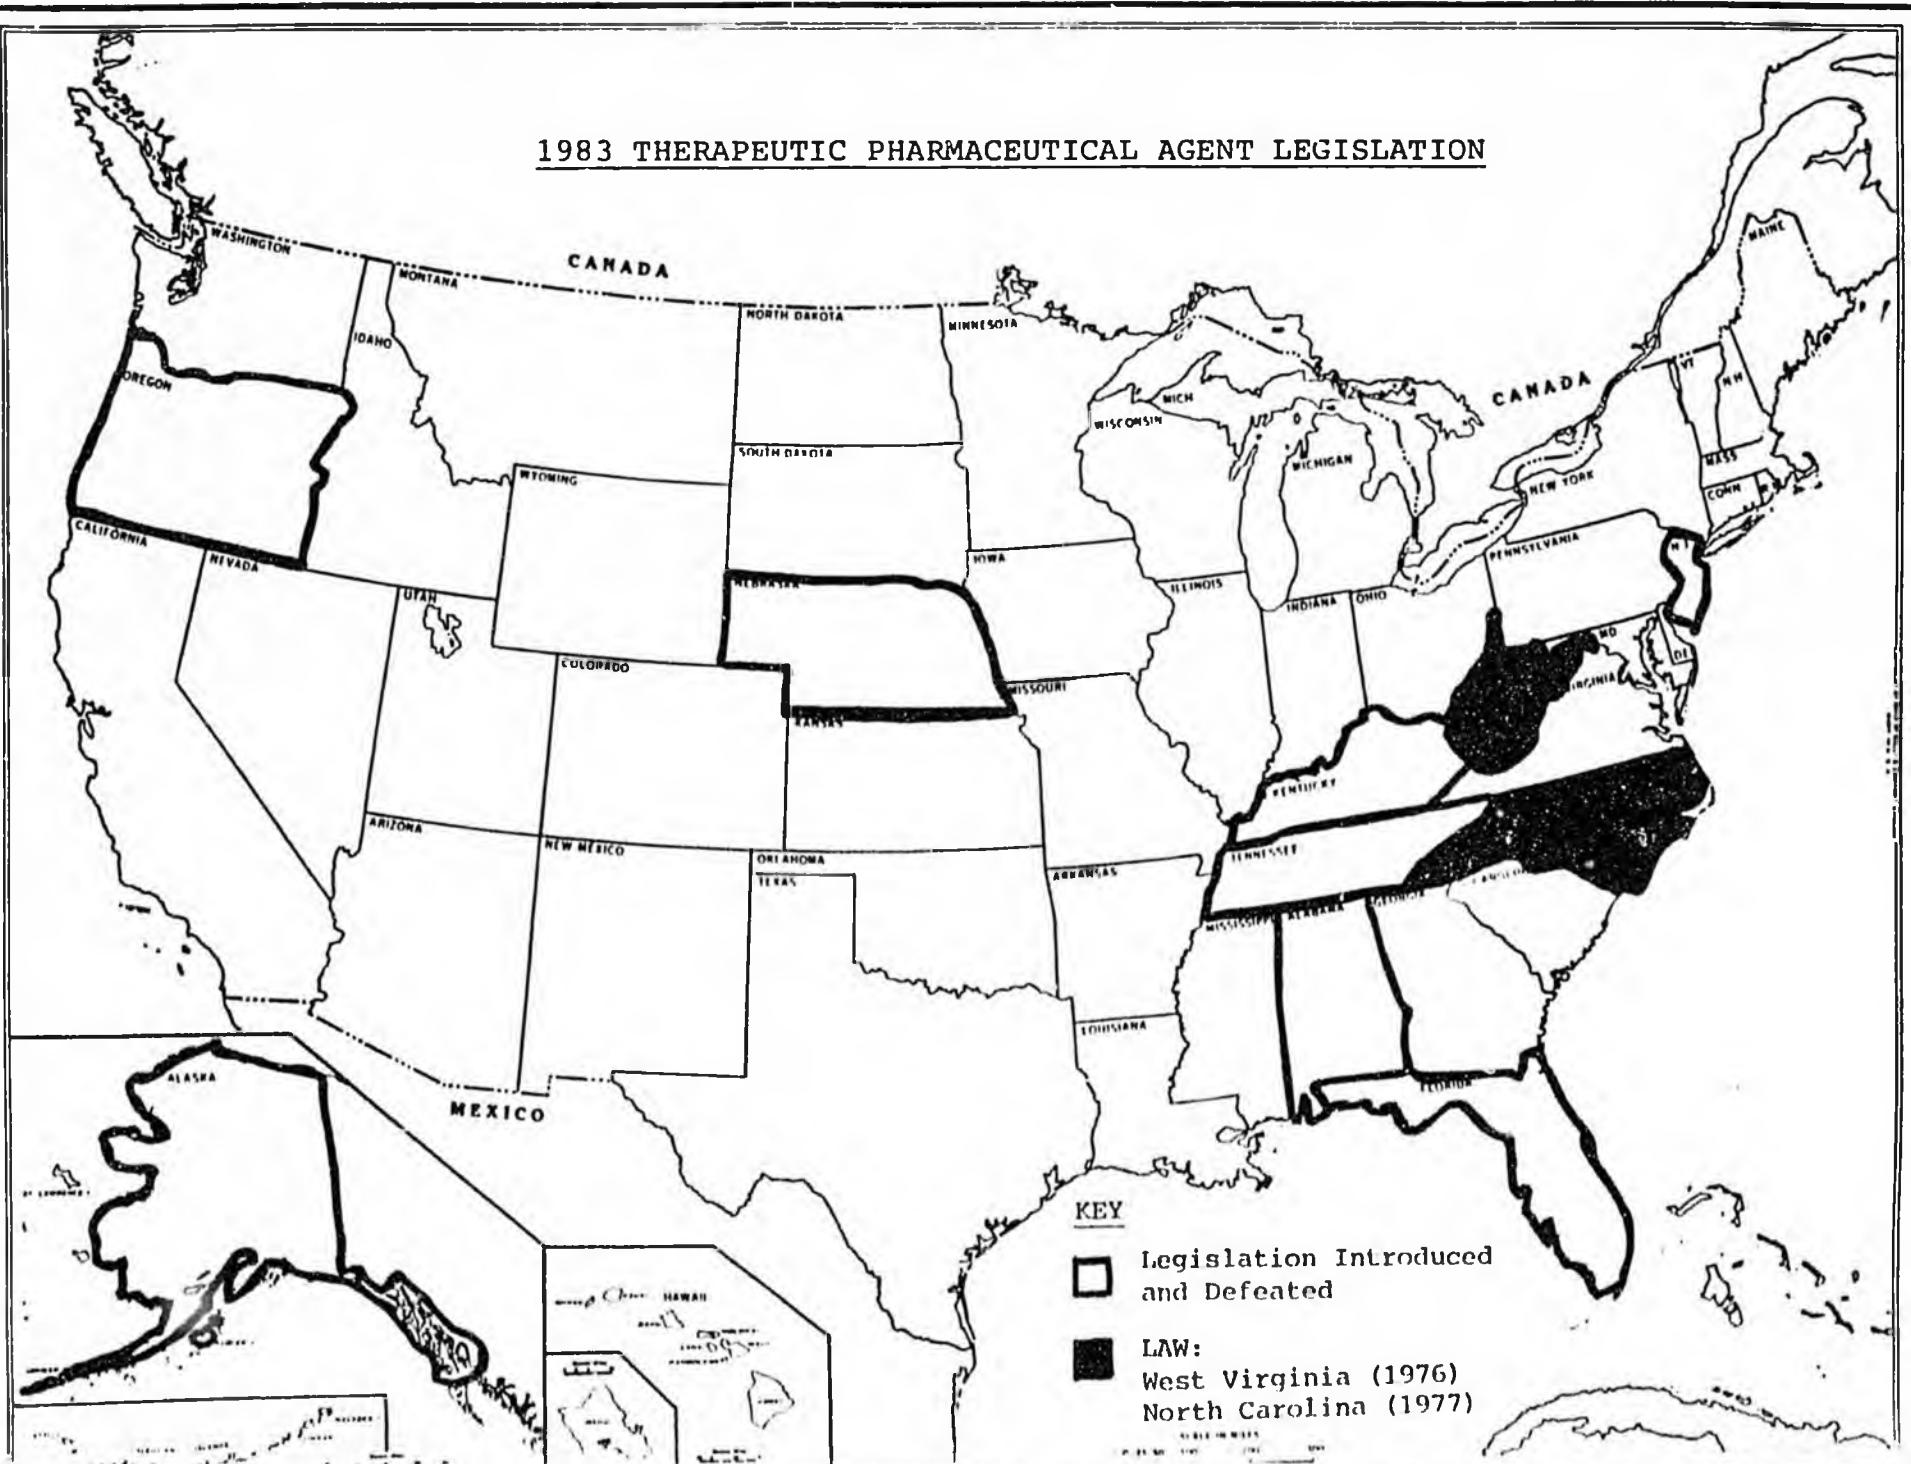 1983 THERAPEUTIC PHARMACEUTICAL AGENT LEGISLATION
CANADA
WASHINGTON
MONTANA
IDAHO
OREGON
NORTH DAKOTA
MINNESOTA
SOUTH DAKOTA
WYOMING
WISCONSIN
MICH
MICHIGAN
CANADA
MAINE
VT
NH
MASS
CONN
NEW YORK
PENNSYLVANIA
NJ
MD
DE
CALIFORNIA
NEVADA
UTAH
COLORADO
NEBRASKA
KANSAS
IOWA
MISSOURI
ILLINOIS
INDIANA
OHIO
VIRGINIA
KENTUCKY
TENNESSEE
ARIZONA
NEW MEXICO
OKLAHOMA
TEXAS
ARKANSAS
LOUISIANA
MISSISSIPPI
ALABAMA
GEORGIA
FLORIDA
MEXICO
ALASKA
HAWAII
KEY
Legislation Introduced
and Defeated
LAW:
West Virginia (1976)
North Carolina (1977)